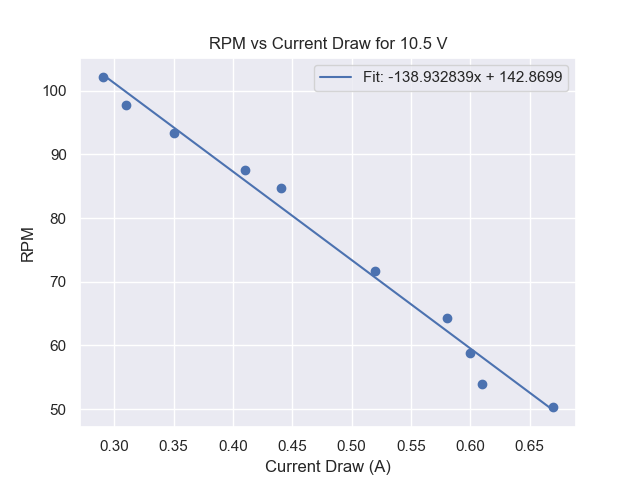 RPM vs Current Draw for 10.5 V
Fit: -138.932839x + 142.8699
100
90
80
70
60
50
RPM
0.30 0.35 0.40 0.45 0.50 0.55 0.60 0.65
Current Draw (A)